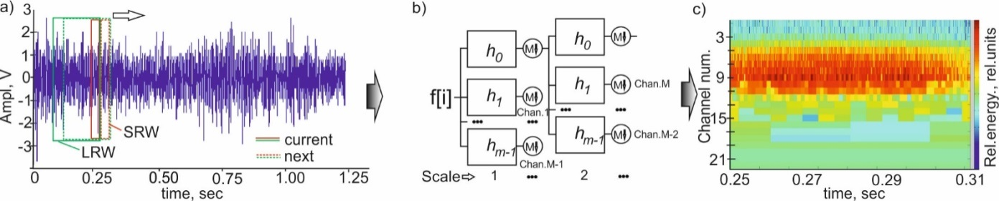 a)
Ampl, V
3
2
1
0
-1
-2
-3
0 0.25 0.50 0.75 1.00 1.25
time, sec
SRW
LRW
current
next
b)
f[i]
h0 M
h1 M
Chan.1
•••
•••
hm-1 M
Chan.M-1
h0 M
h1 M Chan.M
•••
•••
hm-1 M Chan.M-2
Scale⇨ 1 ••• 2 •••
c)
Channel num.
3
9
15
21
0.25 0.27 0.29 0.31
time, sec
Rel.energy., rel.units